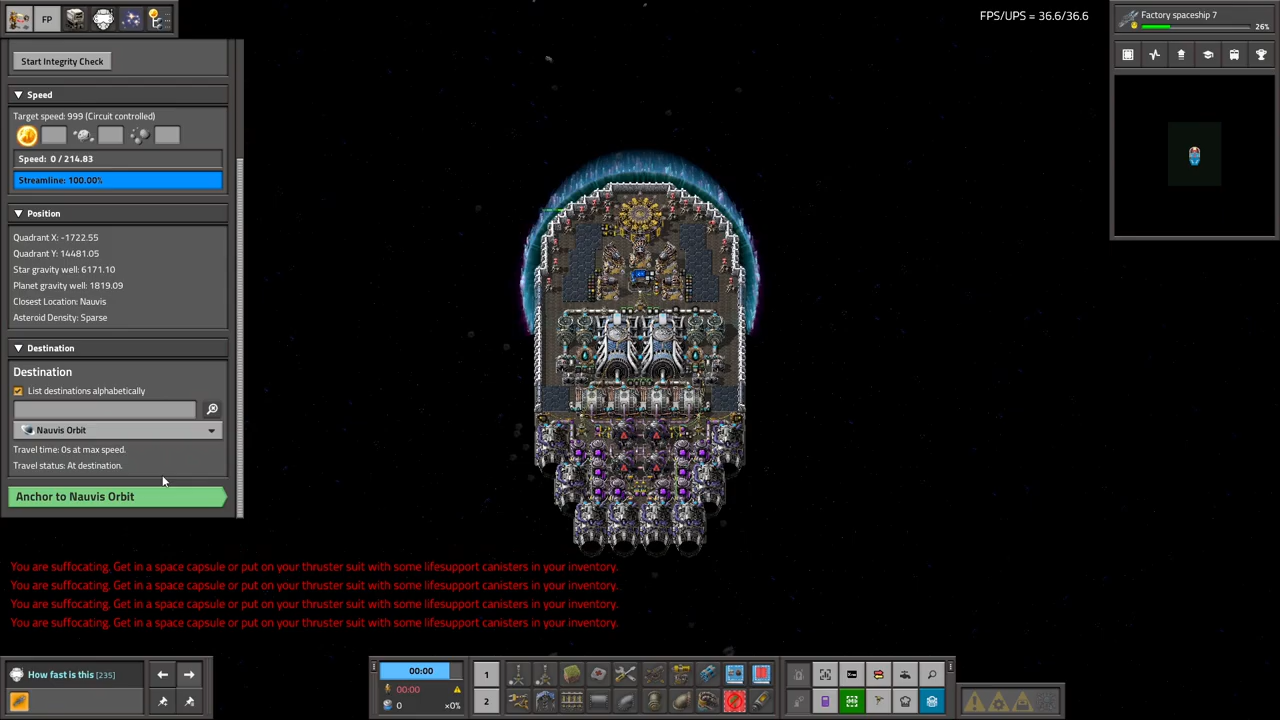 FP
FPS/UPS = 36.6/36.6
Factory spaceship 7
26%
Start Integrity Check
Speed
Target speed: 999 (Circuit controlled)
Speed: 0 / 214.83
Streamline: 100.00%
Position
Quadrant X: -1722.55
Quadrant Y: 14481.05
Star gravity well: 6171.10
Planet gravity well: 1819.09
Closest Location: Nauvis
Asteroid Density: Sparse
Destination
Destination
List destinations alphabetically
Nauvis Orbit
Travel time: 0s at max speed.
Travel status: At destination.
Anchor to Nauvis Orbit
You are suffocating. Get in a space capsule or put on your thruster suit with some lifesupport canisters in your inventory.
You are suffocating. Get in a space capsule or put on your thruster suit with some lifesupport canisters in your inventory.
You are suffocating. Get in a space capsule or put on your thruster suit with some lifesupport canisters in your inventory.
You are suffocating. Get in a space capsule or put on your thruster suit with some lifesupport canisters in your inventory.
How fast is this [235]
00:00
00:00
0 ×0%
1
2